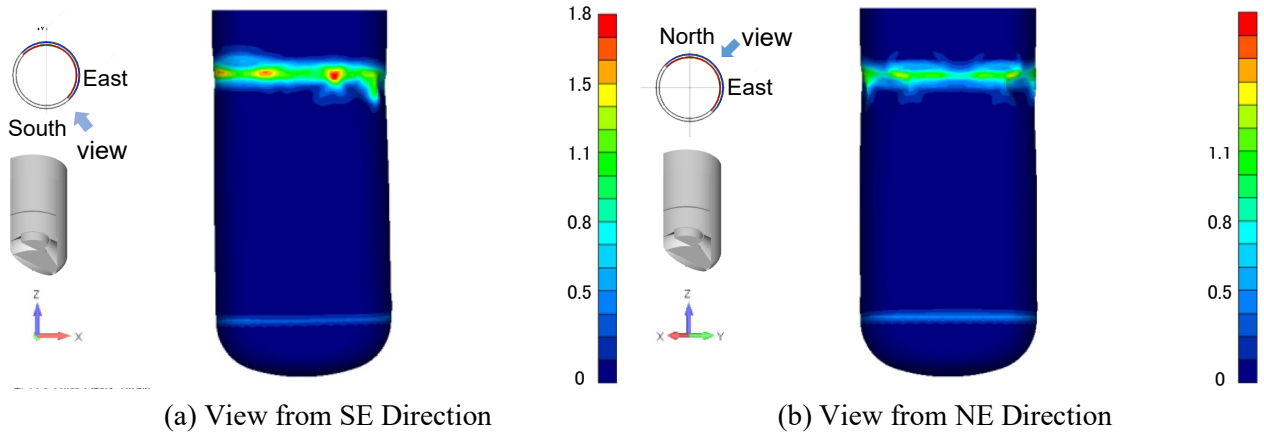 East
South
view
Z
X
1.8
1.5
1.1
0.8
0.5
0
North
view
East
Z
X
Y
1.1
0.8
0.5
0
(a) View from SE Direction
(b) View from NE Direction